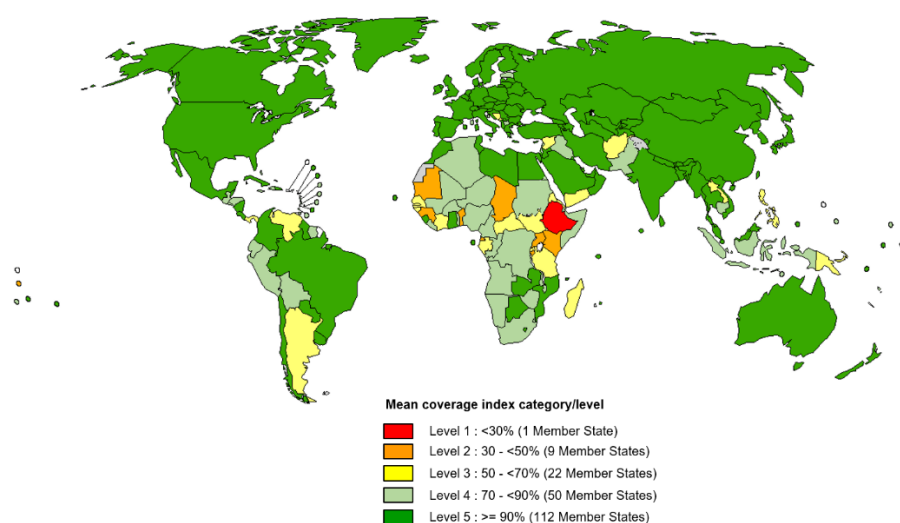 Mean coverage index category/level
Level 1 : <30% (1 Member State)
Level 2 : 30 - <50% (9 Member States)
Level 3 : 50 - <70% (22 Member States)
Level 4 : 70 - <90% (50 Member States)
Level 5 : >= 90% (112 Member States)